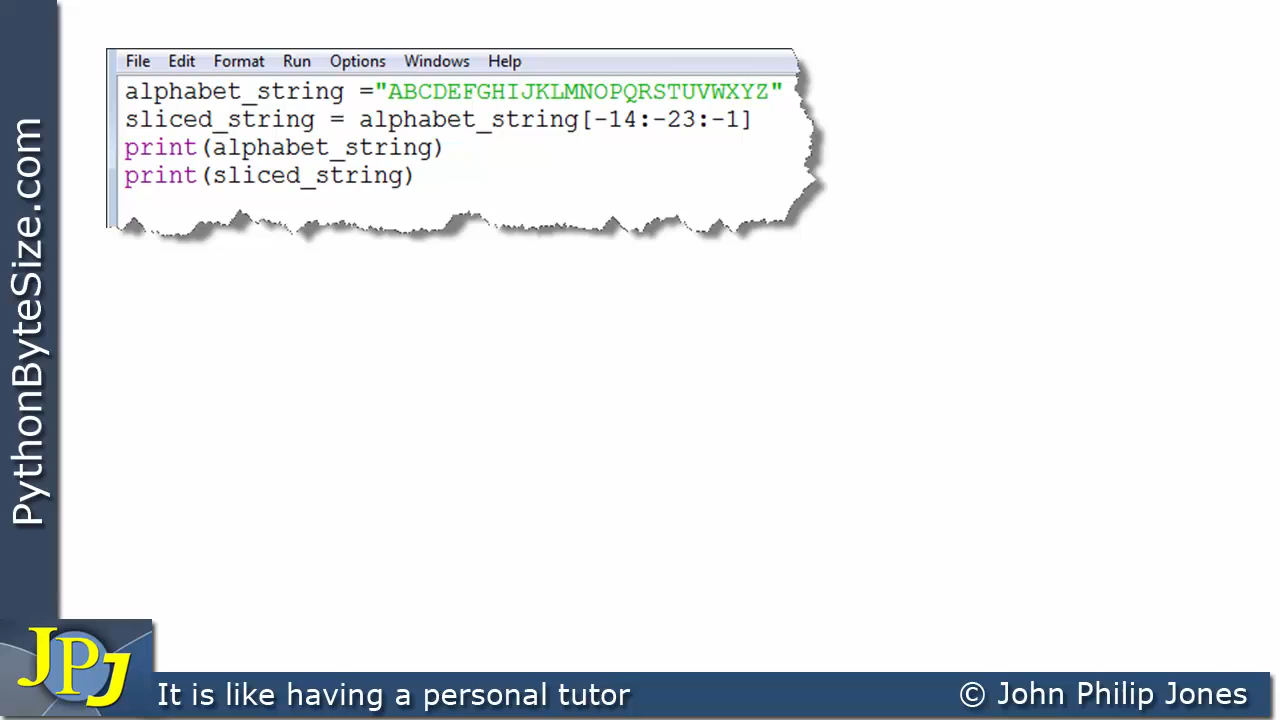 File Edit Format Run Options Windows Help
alphabet_string ="ABCDEFGHIJKLMNOPQRSTUVWXYZ"
sliced_string = alphabet_string[-14:-23:-1]
print(alphabet_string)
print(sliced_string)
PythonByteSize.com
JPJ
It is like having a personal tutor
© John Philip Jones